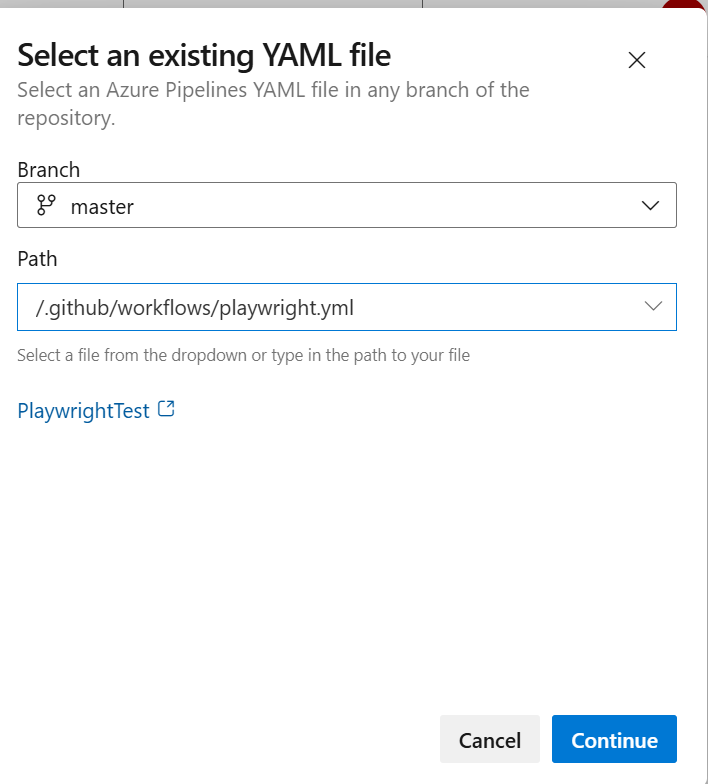 Select an existing YAML file
Select an Azure Pipelines YAML file in any branch of the
repository.
Branch
master
Path
/.github/workflows/playwright.yml
Select a file from the dropdown or type in the path to your file
PlaywrightTest
Cancel
Continue